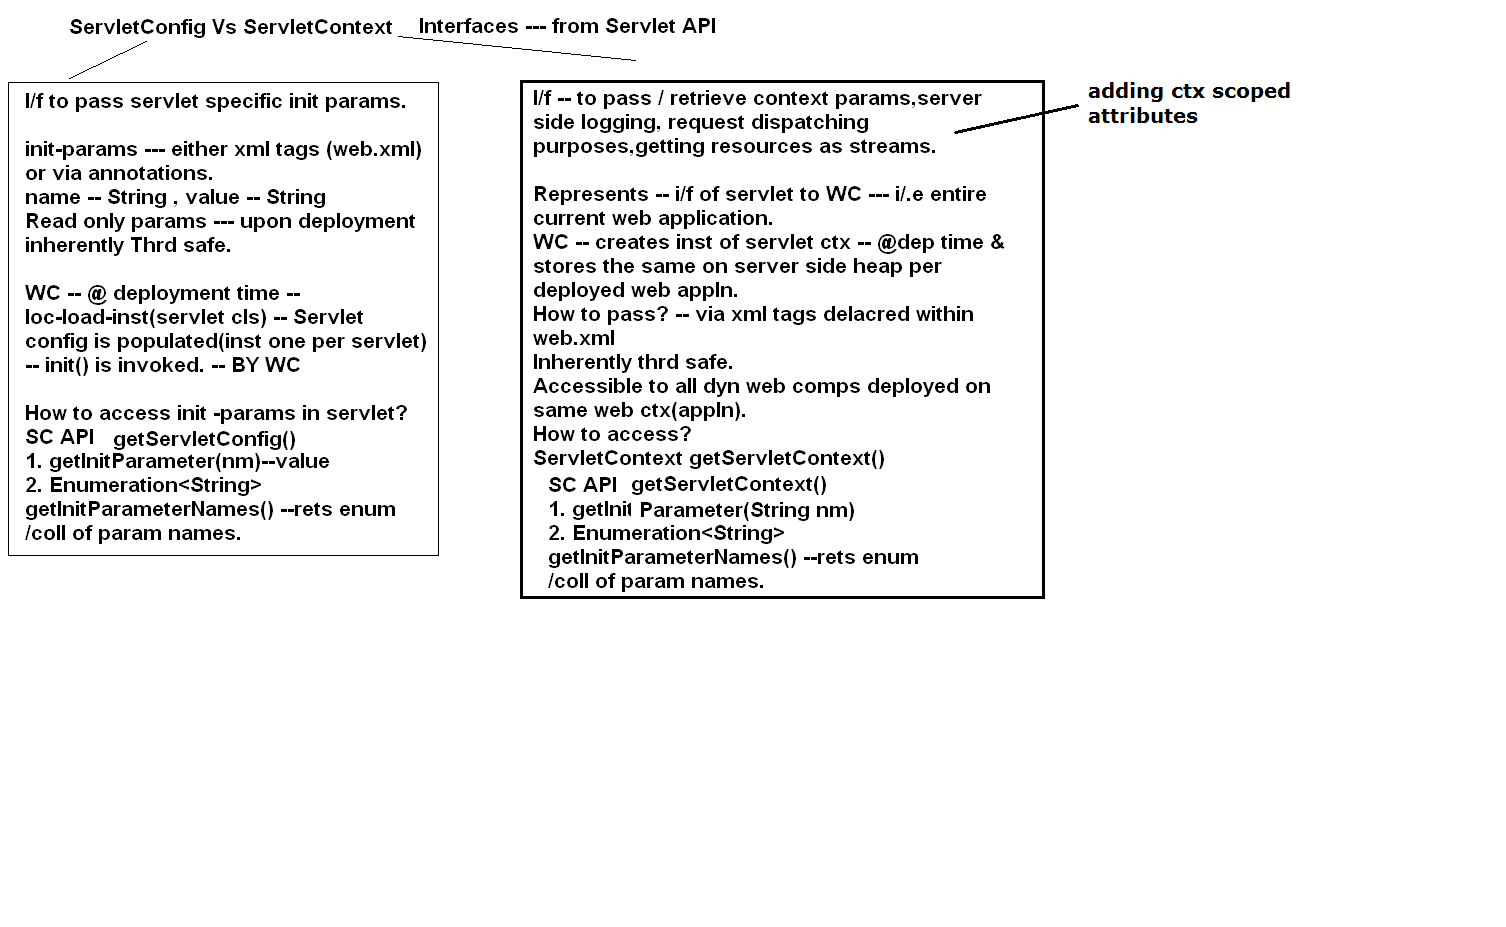 ServletConfig Vs ServletContext Interfaces --- from Servlet API
I/f to pass servlet specific init params.
init-params --- either xml tags (web.xml)
or via annotations.
name -- String , value -- String
Read only params --- upon deployment
inherently Thrd safe.
WC -- @ deployment time --
loc-load-inst(servlet cls) -- Servlet
config is populated(inst one per servlet)
-- init() is invoked. -- BY WC
How to access init -params in servlet?
SC API getServletConfig()
1. getInitParameter(nm)--value
2. Enumeration<String>
getInitParameterNames() --rets enum
/coll of param names.
I/f -- to pass / retrieve context params,server
side logging, request dispatching
purposes,getting resources as streams.
Represents -- i/f of servlet to WC --- i/.e entire
current web application.
WC -- creates inst of servlet ctx -- @dep time &
stores the same on server side heap per
deployed web appln.
How to pass? -- via xml tags delacred within
web.xml
Inherently thrd safe.
Accessible to all dyn web comps deployed on
same web ctx(appln).
How to access?
ServletContext getServletContext()
SC API getServletContext()
1. getInit Parameter(String nm)
2. Enumeration<String>
getInitParameterNames() --rets enum
/coll of param names.
adding ctx scoped
attributes